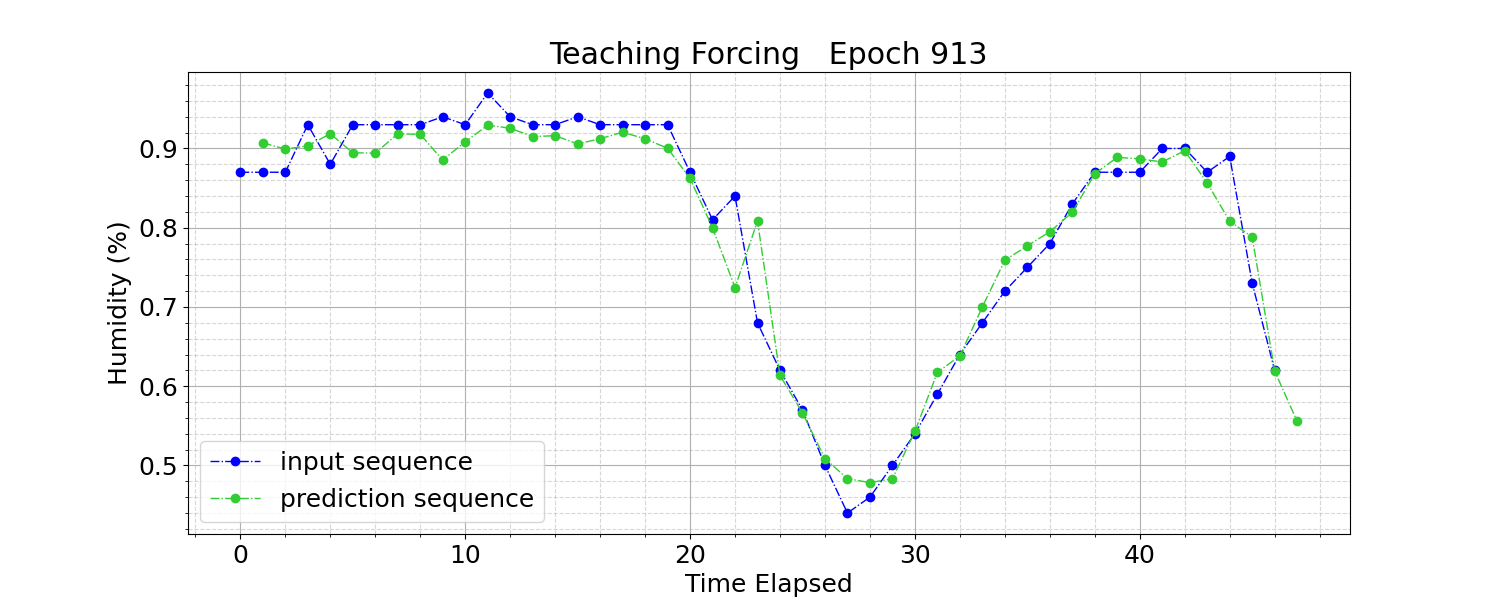 Teaching Forcing   Epoch 913
Humidity (%)
0.9
0.8
0.7
0.6
0.5
input sequence
prediction sequence
0 10 20 30 40
Time Elapsed